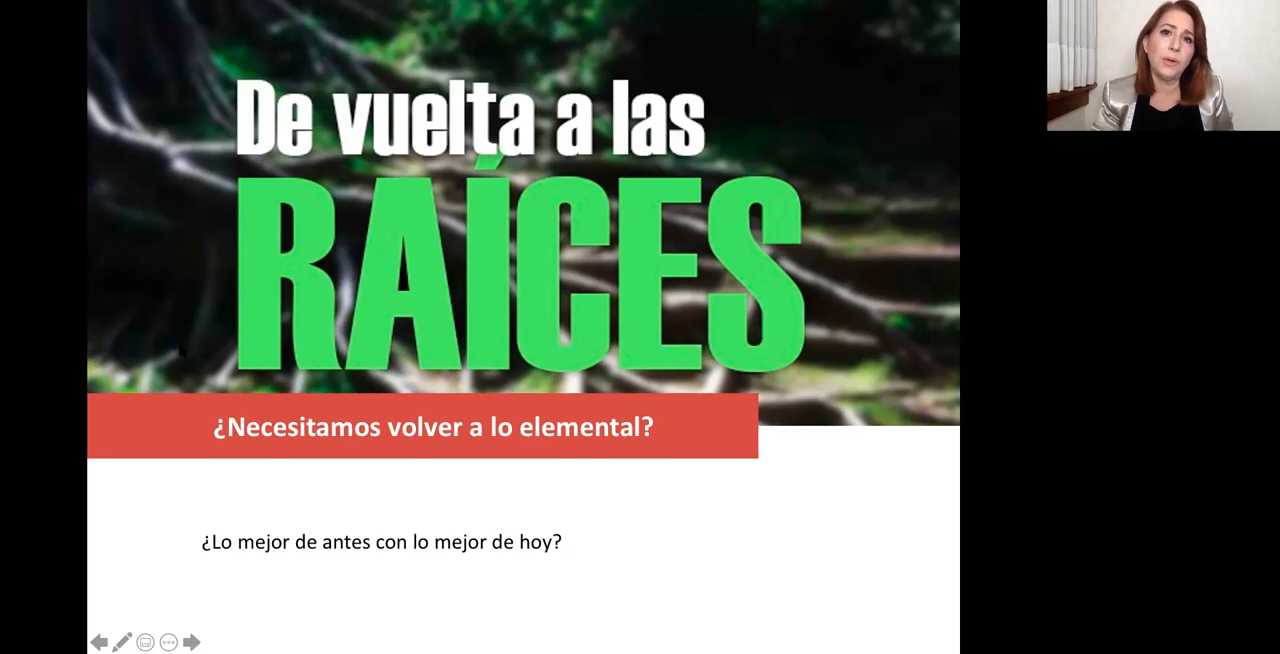 De vuelta a las
RAÍCES
¿Necesitamos volver a lo elemental?
¿Lo mejor de antes con lo mejor de hoy?